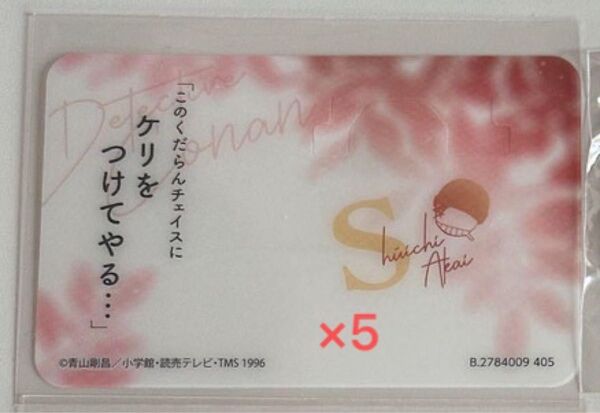 Detective
Conan
「このくだらんチェイスに
ケリを
つけてやる…」
Shuichi
Akai
×5
©青山剛昌／小学館・読売テレビ・TMS 1996
B.2784009 405